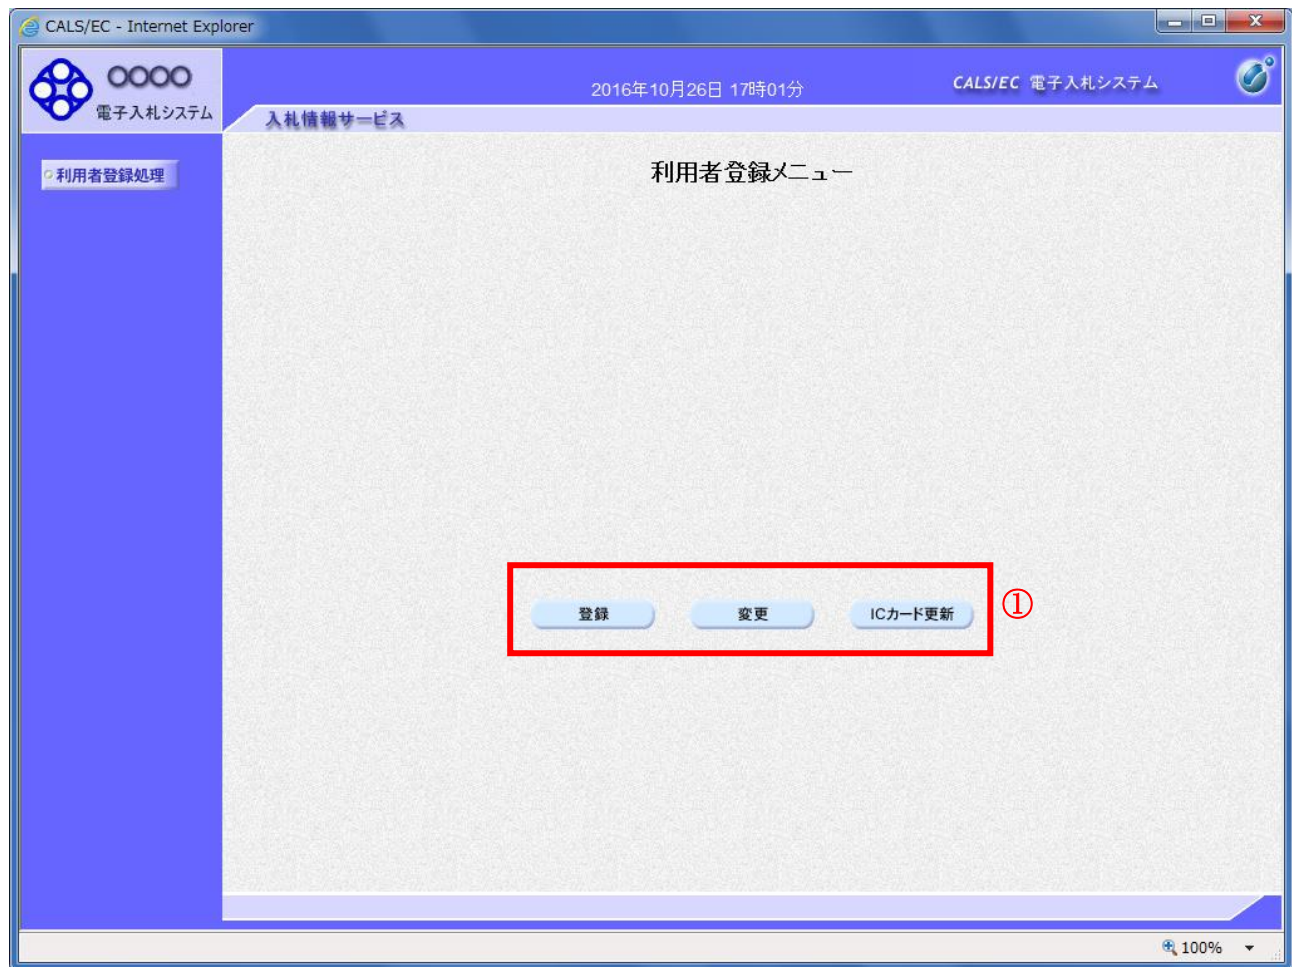 CALS/EC - Internet Explorer
○○○○
電子入札システム
2016年10月26日 17時01分
CALS/EC 電子入札システム
入札情報サービス
利用者登録処理
利用者登録メニュー
登録
変更
ICカード更新
①
100%